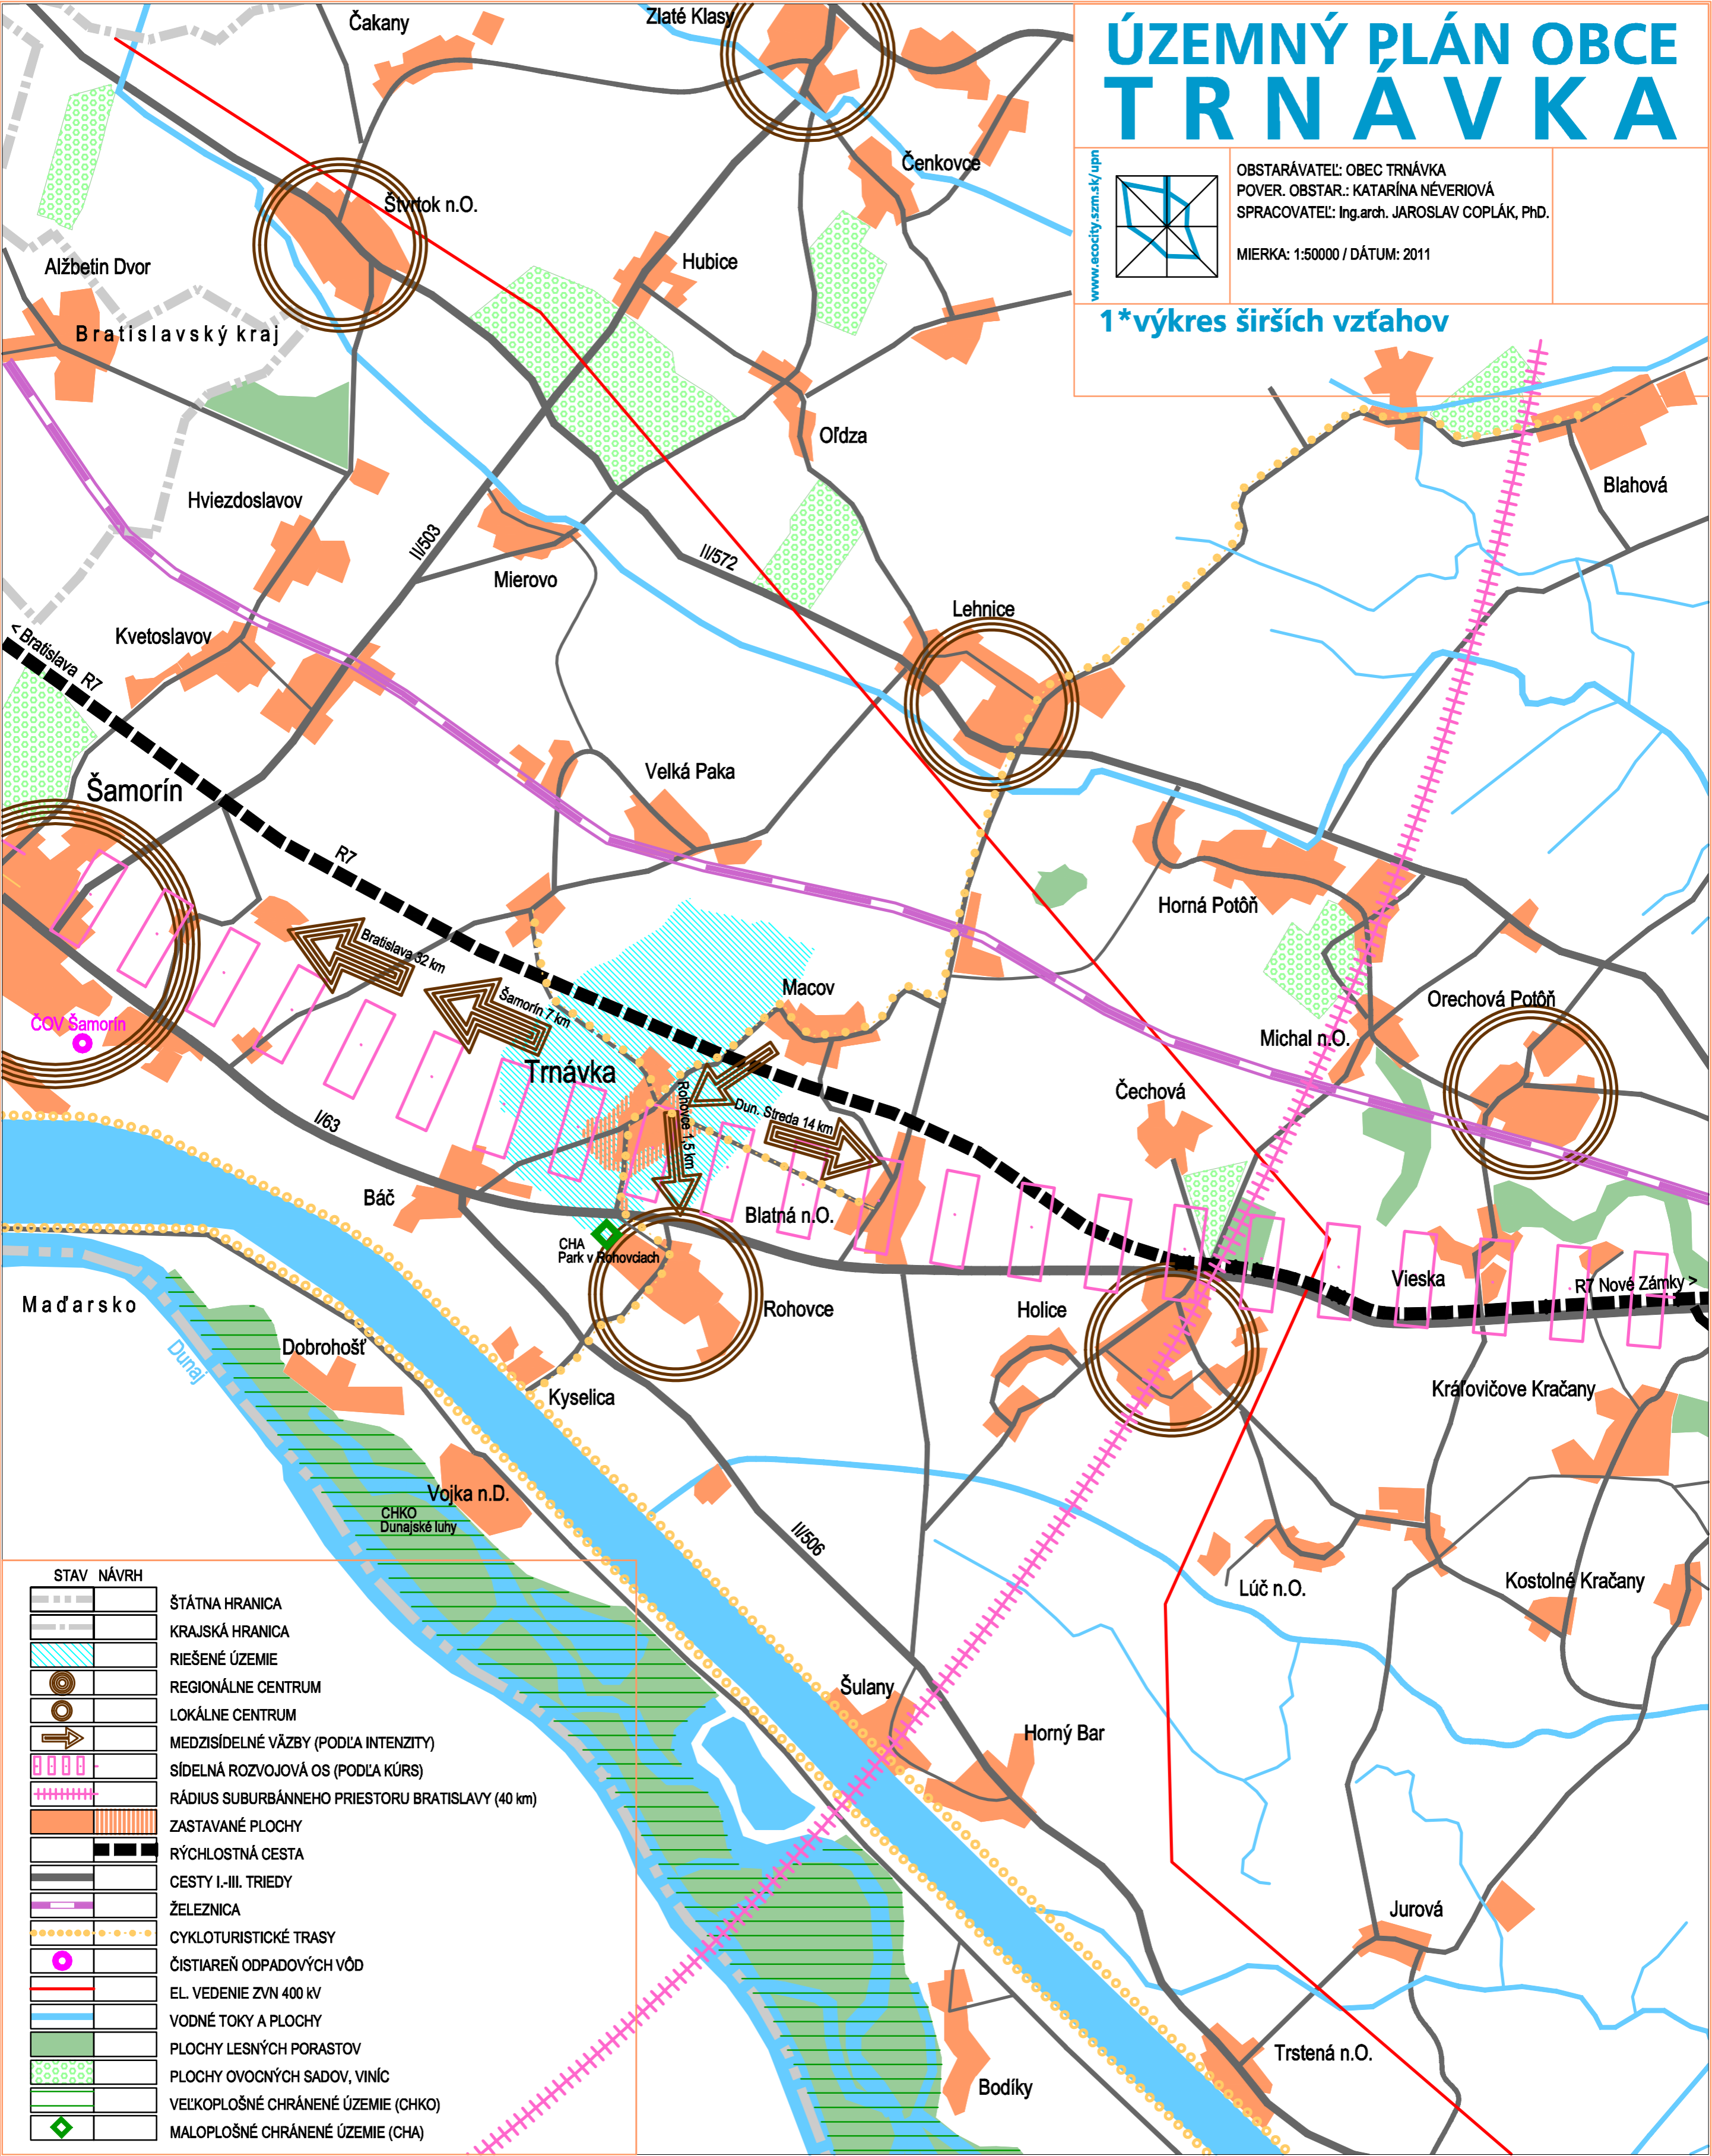 ÚZEMNÝ PLÁN OBCE
TRNÁVKA
www.ecocity.szm.sk/upn
OBSTARÁVATEĽ: OBEC TRNÁVKA
POVER. OBSTAR.: KATARÍNA NÉVERIOVÁ
SPRACOVATEĽ: Ing.arch. JAROSLAV COPLÁK, PhD.
MIERKA: 1:50000 / DÁTUM: 2011
1*výkres širších vzťahov
Čakany
Zlaté Klasy
Čenkovce
Štvrtok n.O.
Hubice
Alžbetin Dvor
Bratislavský kraj
Oľdza
Blahová
Hviezdoslavov
II/503
II/572
Mierovo
Lehnice
Kvetoslavov
< Bratislava R7
Velká Paka
Šamorín
R7
Horná Potôň
Bratislava 32 km
Šamorín 7 km
Macov
Orechová Potôň
ČOV Šamorín
Michal n.O.
Trnávka
Čechová
Rohovce 1,5 km
Dun. Streda 14 km
I/63
Báč
Blatná n.O.
CHA
Park v Rohovciach
Vieska
R7 Nové Zámky >
Maďarsko
Rohovce
Holice
Dunaj
Dobrohošť
Kyselica
Kráľovičove Kračany
Vojka n.D.
CHKO
Dunajské luhy
II/506
Lúč n.O.
Kostolné Kračany
Šulany
Horný Bar
Jurová
Trstená n.O.
Bodíky
STAV NÁVRH
ŠTÁTNA HRANICA
KRAJSKÁ HRANICA
RIEŠENÉ ÚZEMIE
REGIONÁLNE CENTRUM
LOKÁLNE CENTRUM
MEDZISÍDELNÉ VÄZBY (PODĽA INTENZITY)
SÍDELNÁ ROZVOJOVÁ OS (PODĽA KÚRS)
RÁDIUS SUBURBÁNNEHO PRIESTORU BRATISLAVY (40 km)
ZASTAVANÉ PLOCHY
RÝCHLOSTNÁ CESTA
CESTY I.-III. TRIEDY
ŽELEZNICA
CYKLOTURISTICKÉ TRASY
ČISTIAREŇ ODPADOVÝCH VÔD
EL. VEDENIE ZVN 400 kV
VODNÉ TOKY A PLOCHY
PLOCHY LESNÝCH PORASTOV
PLOCHY OVOCNÝCH SADOV, VINÍC
VEĽKOPLOŠNÉ CHRÁNENÉ ÚZEMIE (CHKO)
MALOPLOŠNÉ CHRÁNENÉ ÚZEMIE (CHA)